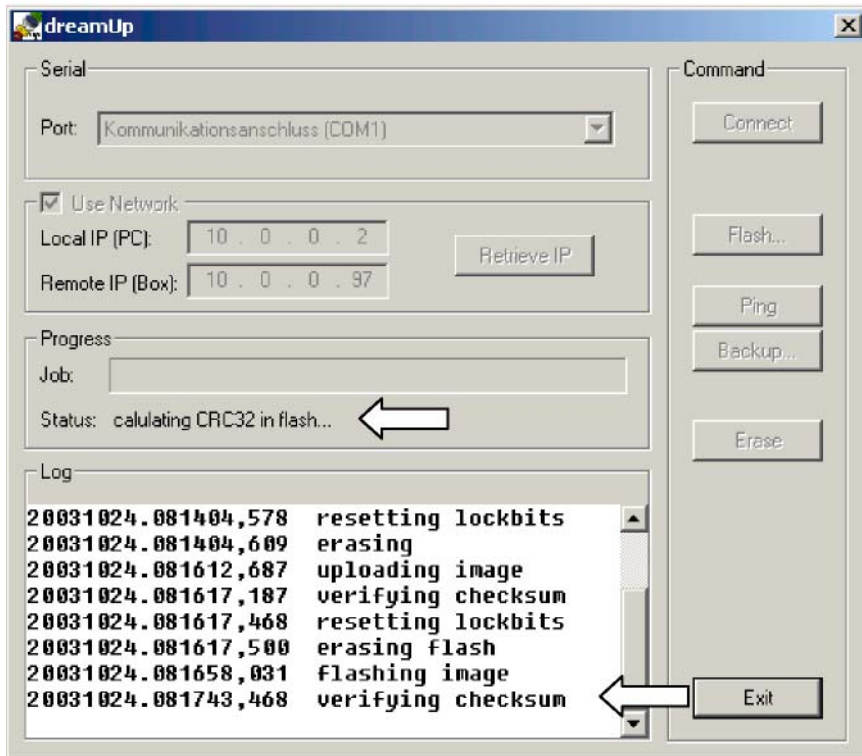 dreamUp
Serial
Port: Kommunikationsanschluss (COM1)
Use Network
Local IP (PC): 10 . 0 . 0 . 2
Remote IP (Box): 10 . 0 . 0 . 97
Retrieve IP
Progress
Job:
Status: calulating CRC32 in flash...
Log
20031024.081404,578 resetting lockbits
20031024.081404,609 erasing
20031024.081612,687 uploading image
20031024.081617,187 verifying checksum
20031024.081617,468 resetting lockbits
20031024.081617,500 erasing flash
20031024.081658,031 flashing image
20031024.081743,468 verifying checksum
Command
Connect
Flash...
Ping
Backup...
Erase
Exit